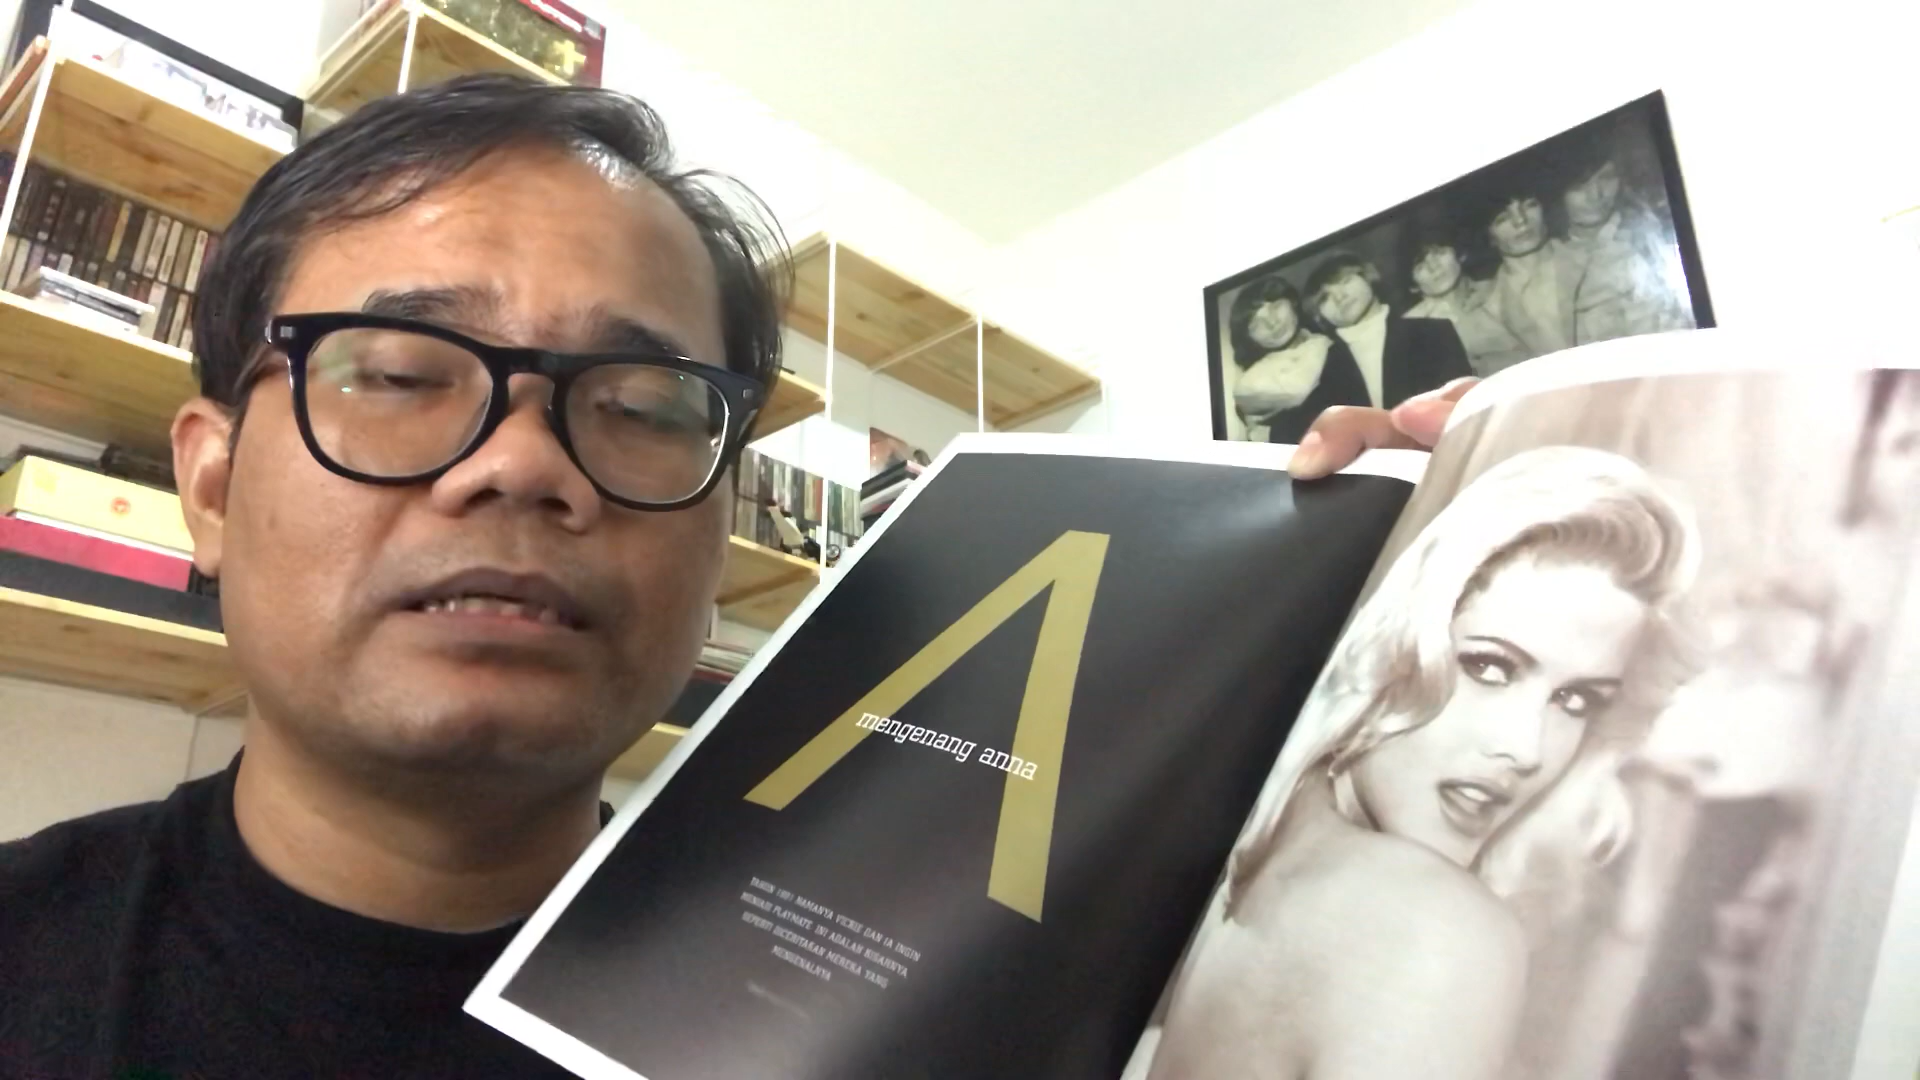 A
mengenang anna
TAHUN 1991 NAMANYA VICKIE DAN IA INGIN
MENJADI PLAYMATE. INI ADALAH KISAHNYA
SEPERTI DICERITAKAN MEREKA YANG
MENGENALNYA